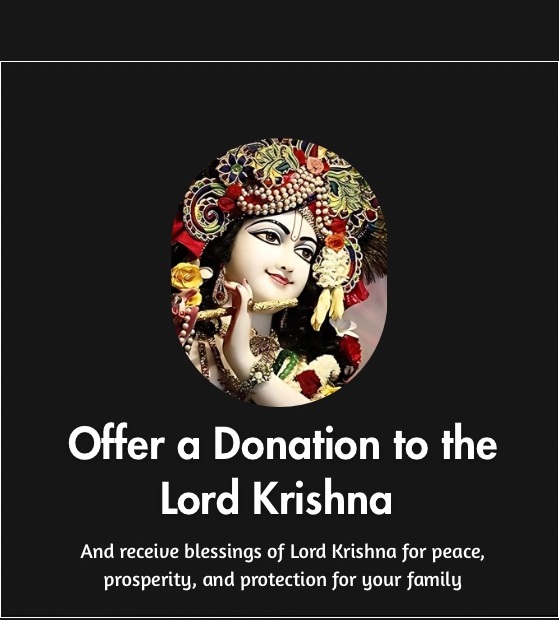 Offer a Donation to the
Lord Krishna
And receive blessings of Lord Krishna for peace,
prosperity, and protection for your family